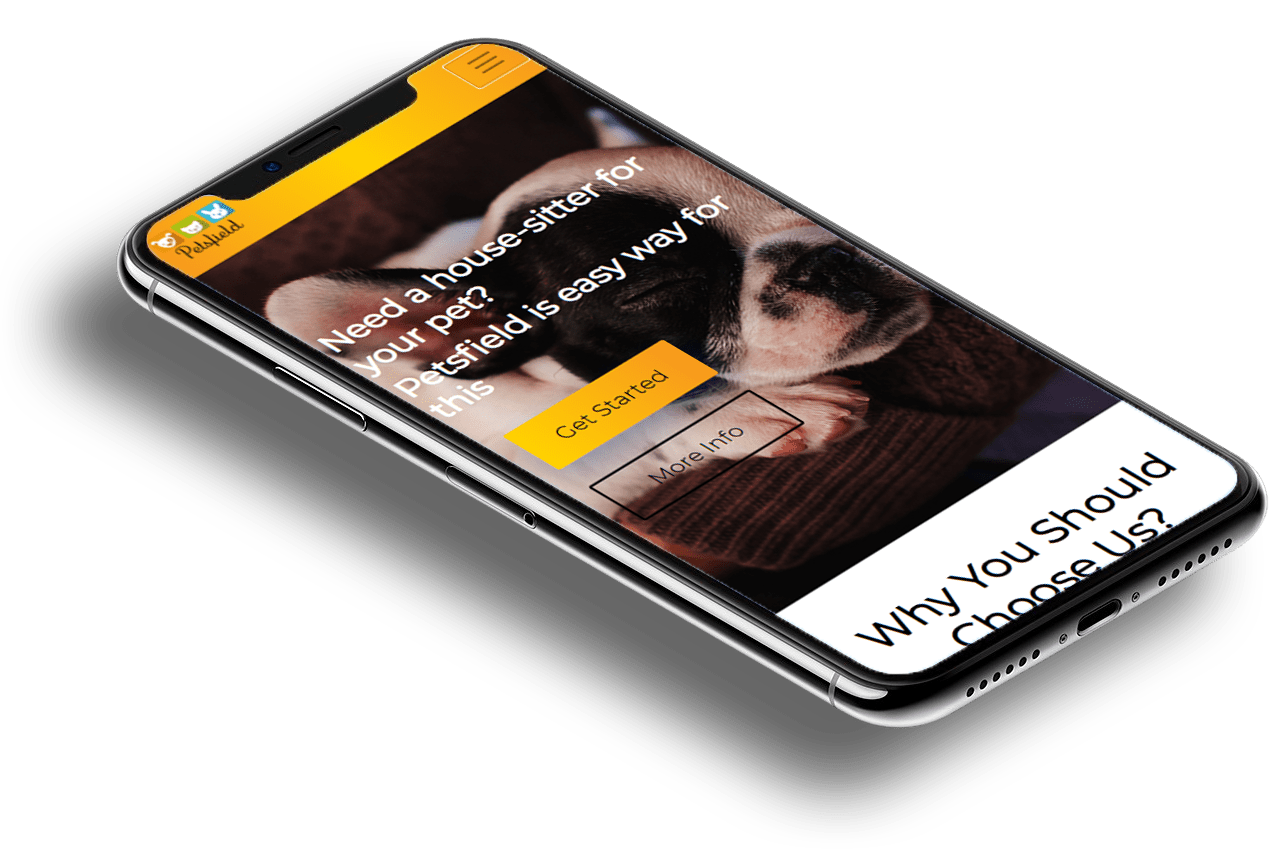 Petsfield
Need a house-sitter for
your pet?
Petsfield is easy way for
this
Get Started
More Info
Why You Should
Choose Us?